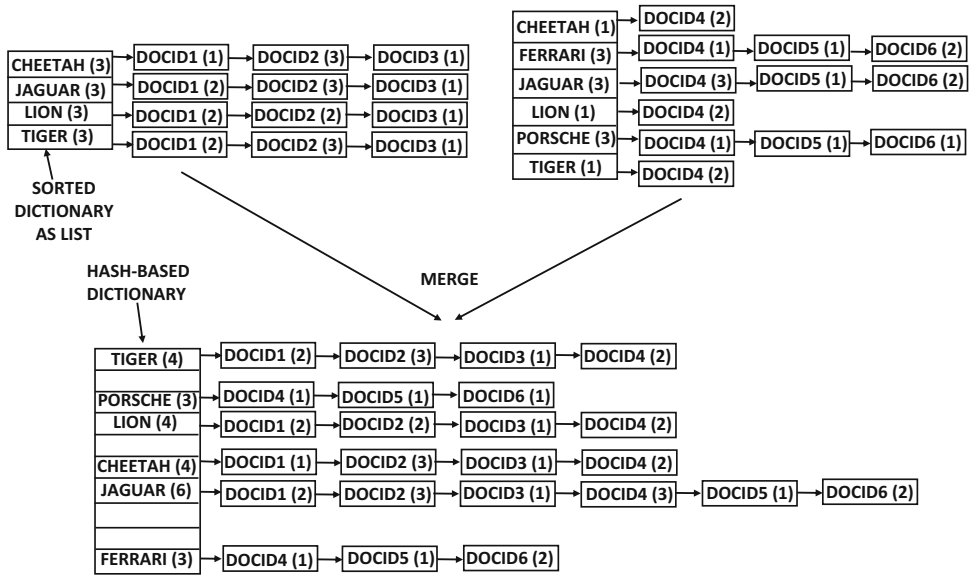 CHEETAH (3) DOCID1 (1) DOCID2 (3) DOCID3 (1)
JAGUAR (3) DOCID1 (2) DOCID2 (3) DOCID3 (1)
LION (3) DOCID1 (2) DOCID2 (2) DOCID3 (1)
TIGER (3) DOCID1 (2) DOCID2 (3) DOCID3 (1)
SORTED
DICTIONARY
AS LIST
CHEETAH (1) DOCID4 (2)
FERRARI (3) DOCID4 (1) DOCID5 (1) DOCID6 (2)
JAGUAR (3) DOCID4 (3) DOCID5 (1) DOCID6 (2)
LION (1) DOCID4 (2)
PORSCHE (3) DOCID4 (1) DOCID5 (1) DOCID6 (1)
TIGER (1) DOCID4 (2)
MERGE
HASH-BASED
DICTIONARY
TIGER (4) DOCID1 (2) DOCID2 (3) DOCID3 (1) DOCID4 (2)
PORSCHE (3) DOCID4 (1) DOCID5 (1) DOCID6 (1)
LION (4) DOCID1 (2) DOCID2 (2) DOCID3 (1) DOCID4 (2)
CHEETAH (4) DOCID1 (1) DOCID2 (3) DOCID3 (1) DOCID4 (2)
JAGUAR (6) DOCID1 (2) DOCID2 (3) DOCID3 (1) DOCID4 (3) DOCID5 (1) DOCID6 (2)
FERRARI (3) DOCID4 (1) DOCID5 (1) DOCID6 (2)